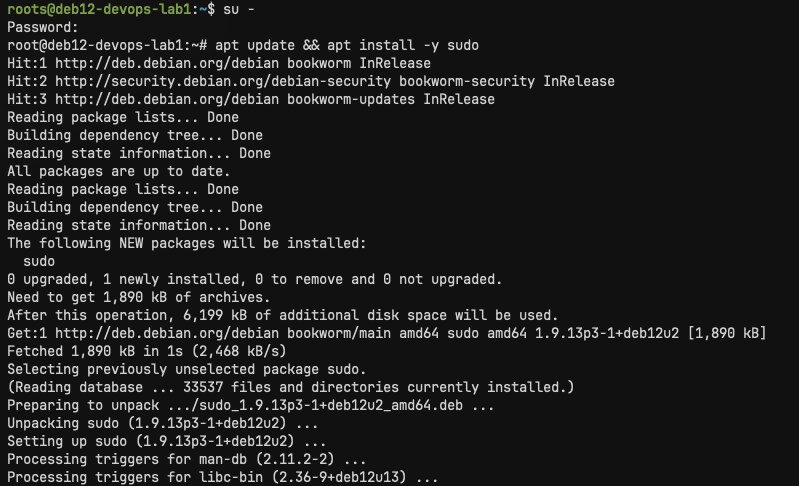 roots@deb12-devops-lab1:~$ su -
Password:
root@deb12-devops-lab1:~# apt update && apt install -y sudo
Hit:1 http://deb.debian.org/debian bookworm InRelease
Hit:2 http://security.debian.org/debian-security bookworm-security InRelease
Hit:3 http://deb.debian.org/debian bookworm-updates InRelease
Reading package lists... Done
Building dependency tree... Done
Reading state information... Done
All packages are up to date.
Reading package lists... Done
Building dependency tree... Done
Reading state information... Done
The following NEW packages will be installed:
  sudo
0 upgraded, 1 newly installed, 0 to remove and 0 not upgraded.
Need to get 1,890 kB of archives.
After this operation, 6,199 kB of additional disk space will be used.
Get:1 http://deb.debian.org/debian bookworm/main amd64 sudo amd64 1.9.13p3-1+deb12u2 [1,890 kB]
Fetched 1,890 kB in 1s (2,468 kB/s)
Selecting previously unselected package sudo.
(Reading database ... 33537 files and directories currently installed.)
Preparing to unpack .../sudo_1.9.13p3-1+deb12u2_amd64.deb ...
Unpacking sudo (1.9.13p3-1+deb12u2) ...
Setting up sudo (1.9.13p3-1+deb12u2) ...
Processing triggers for man-db (2.11.2-2) ...
Processing triggers for libc-bin (2.36-9+deb12u13) ...